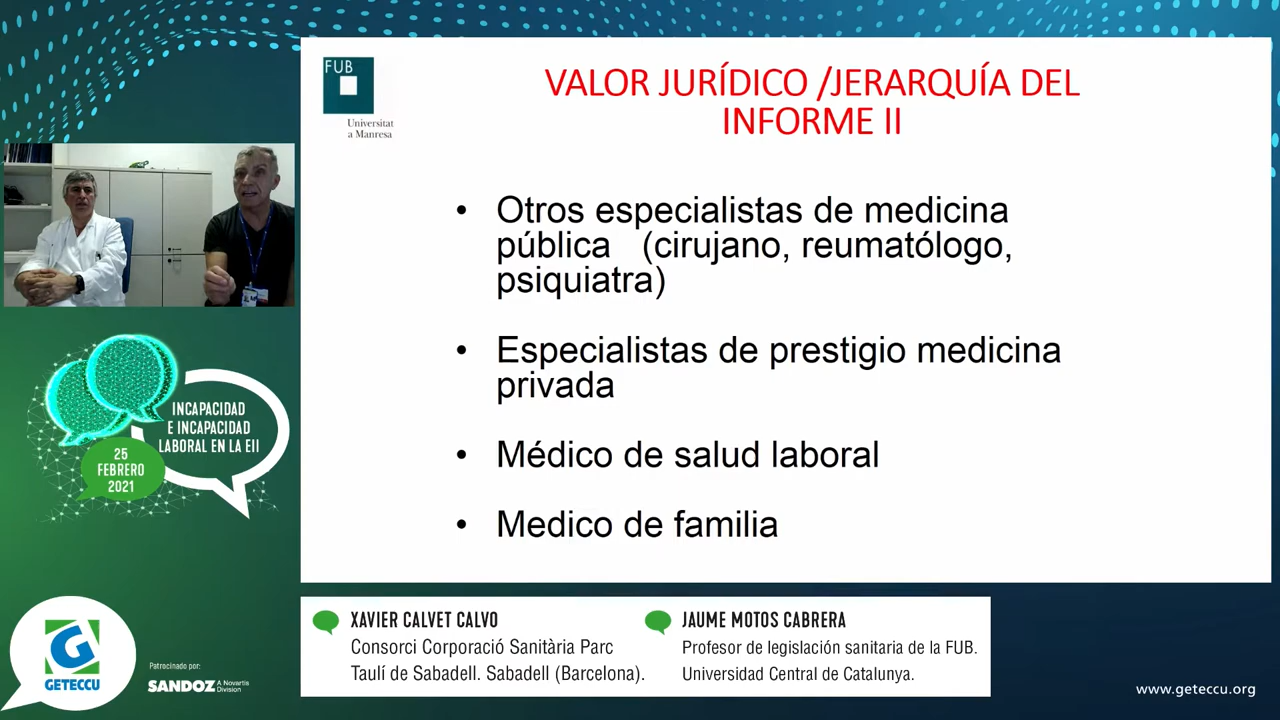 FUB
Universitat
a Manresa
VALOR JURÍDICO /JERARQUÍA DEL
INFORME II
• Otros especialistas de medicina
pública (cirujano, reumatólogo,
psiquiatra)
• Especialistas de prestigio medicina
privada
• Médico de salud laboral
• Medico de familia
INCAPACIDAD
E INCAPACIDAD
LABORAL EN LA EII
25
FEBRERO
2021
XAVIER CALVET CALVO
Consorci Corporació Sanitària Parc
Taulí de Sabadell. Sabadell (Barcelona).
JAUME MOTOS CABRERA
Profesor de legislación sanitaria de la FUB.
Universidad Central de Catalunya.
G
GETECCU
Patrocinado por:
SANDOZ A Novartis
Division
www.geteccu.org